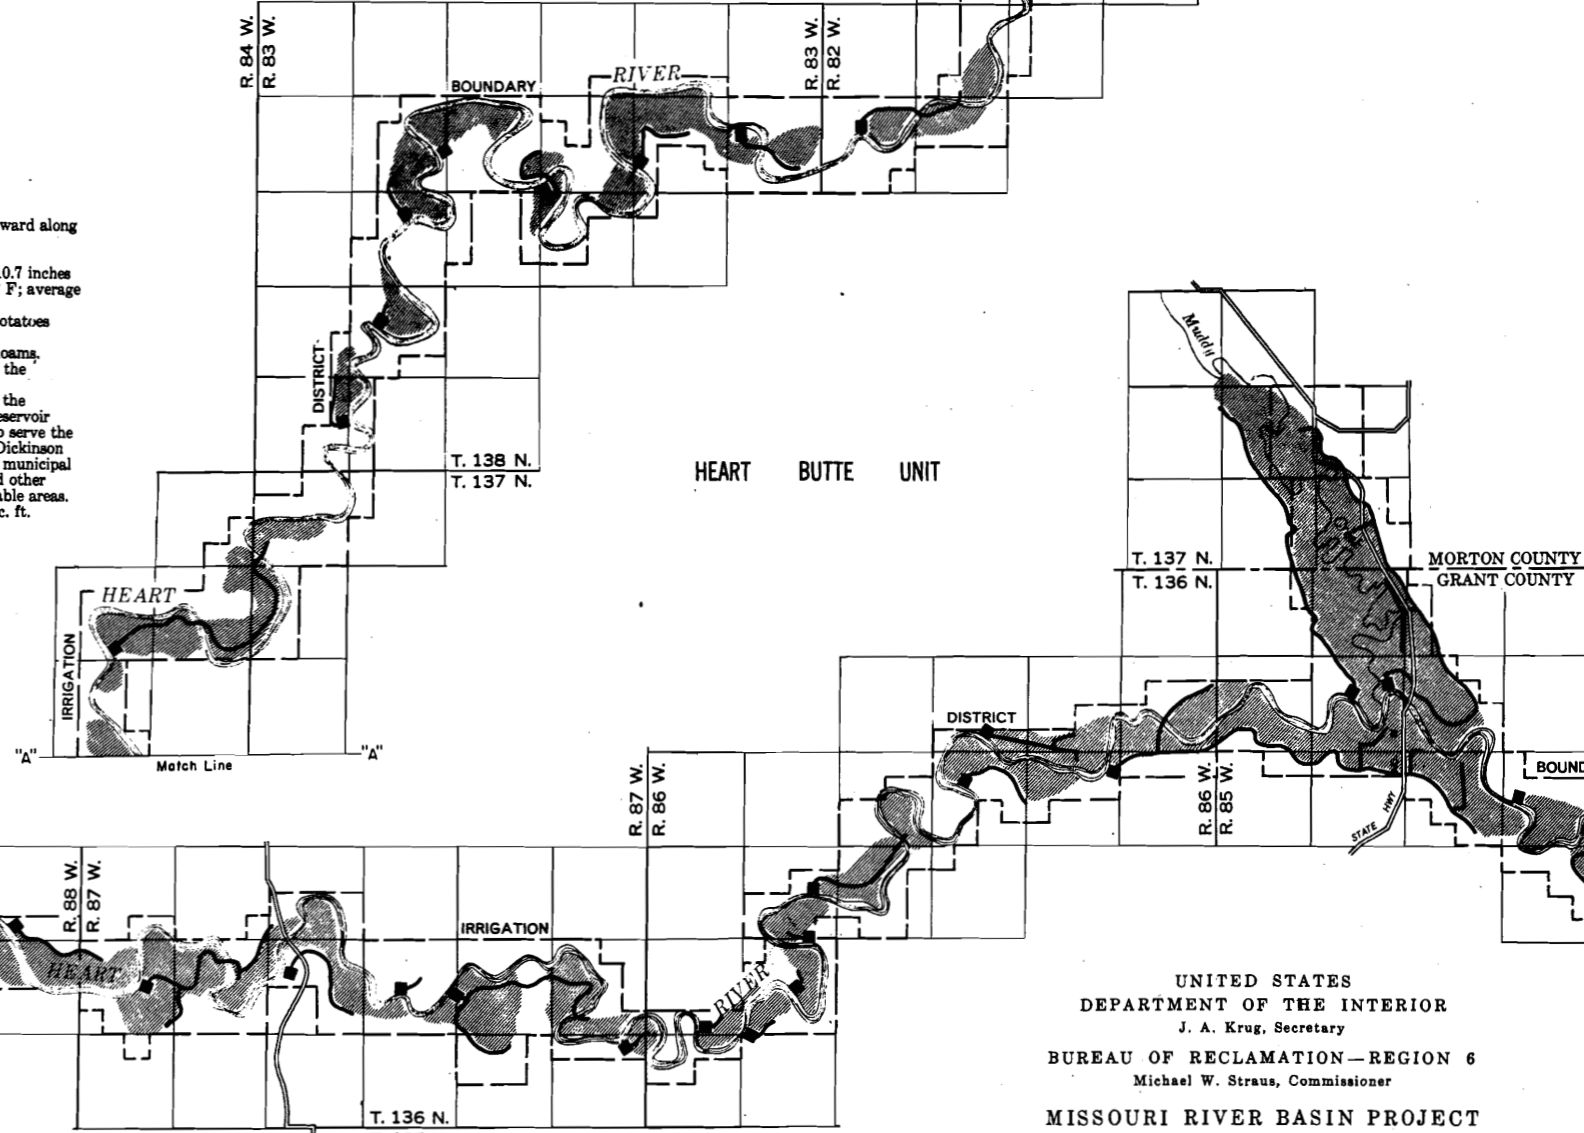 R. 84 W.
R. 83 W.
R. 83 W.
R. 82 W.
BOUNDARY
RIVER
ward along
0.7 inches
F; average
otatoes
oams.
the
the
eservoir
o serve the
Dickinson
municipal
d other
able areas.
c. ft.
DISTRICT
T. 138 N.
T. 137 N.
HEART BUTTE UNIT
T. 137 N.
T. 136 N.
MORTON COUNTY
GRANT COUNTY
HEART
IRRIGATION
"A"
"A"
Match Line
DISTRICT
R. 87 W.
R. 86 W.
R. 86 W.
R. 85 W.
BOUND
STATE HWY
R. 88 W.
R. 87 W.
IRRIGATION
HEART
RIVER
T. 136 N.
UNITED STATES
DEPARTMENT OF THE INTERIOR
J. A. Krug, Secretary
BUREAU OF RECLAMATION—REGION 6
Michael W. Straus, Commissioner
MISSOURI RIVER BASIN PROJECT